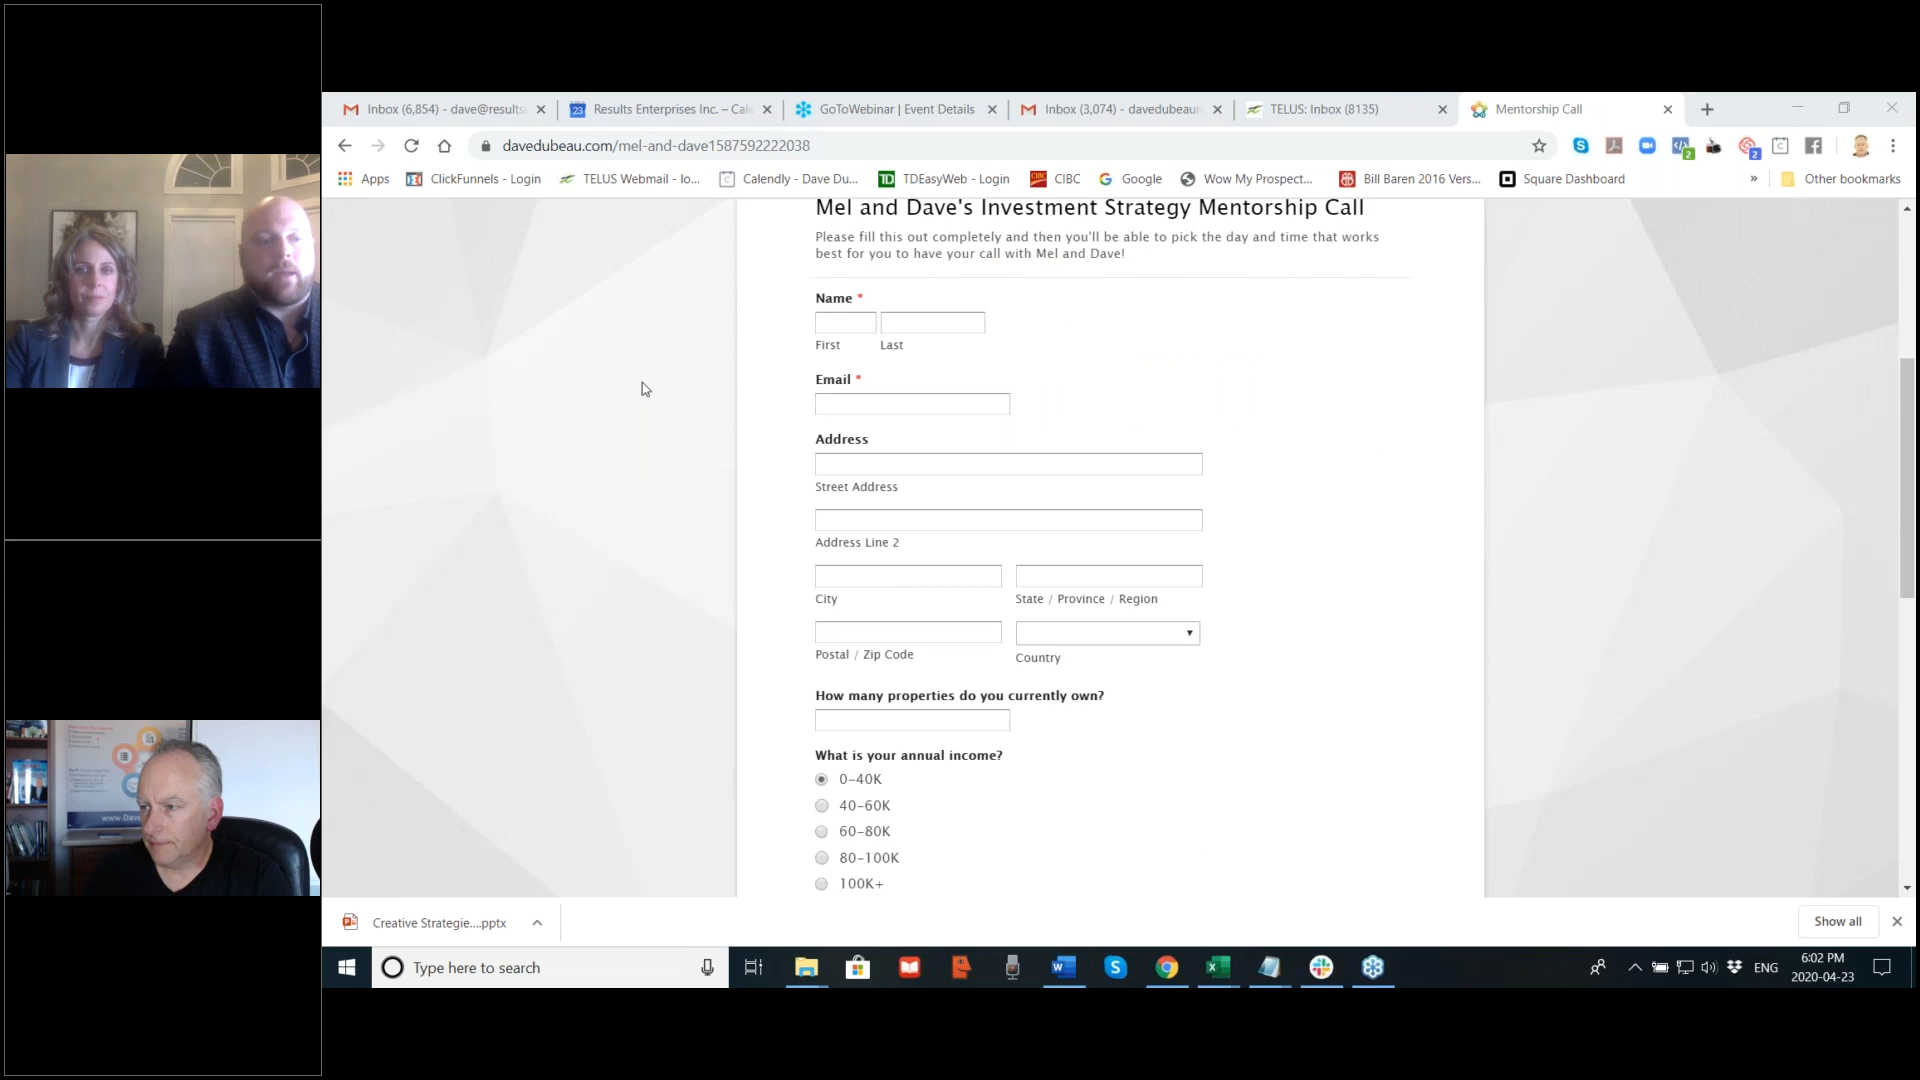 Inbox (6,854) - dave@results
Results Enterprises Inc. – Cale
GoToWebinar | Event Details
Inbox (3,074) - davedubeau
TELUS: Inbox (8135)
Mentorship Call
davedubeau.com/mel-and-dave1587592222038
Apps
ClickFunnels - Login
TELUS Webmail - lo...
Calendly - Dave Du...
TDEasyWeb - Login
CIBC
Google
Wow My Prospect...
Bill Baren 2016 Vers...
Square Dashboard
»
Other bookmarks
Mel and Dave's Investment Strategy Mentorship Call
Please fill this out completely and then you'll be able to pick the day and time that works
best for you to have your call with Mel and Dave!
Name *
First Last
Email *
Address
Street Address
Address Line 2
City State / Province / Region
Postal / Zip Code Country
How many properties do you currently own?
What is your annual income?
0-40K
40-60K
60-80K
80-100K
100K+
www.Dave
Creative Strategie....pptx
Show all
Type here to search
ENG
6:02 PM
2020-04-23